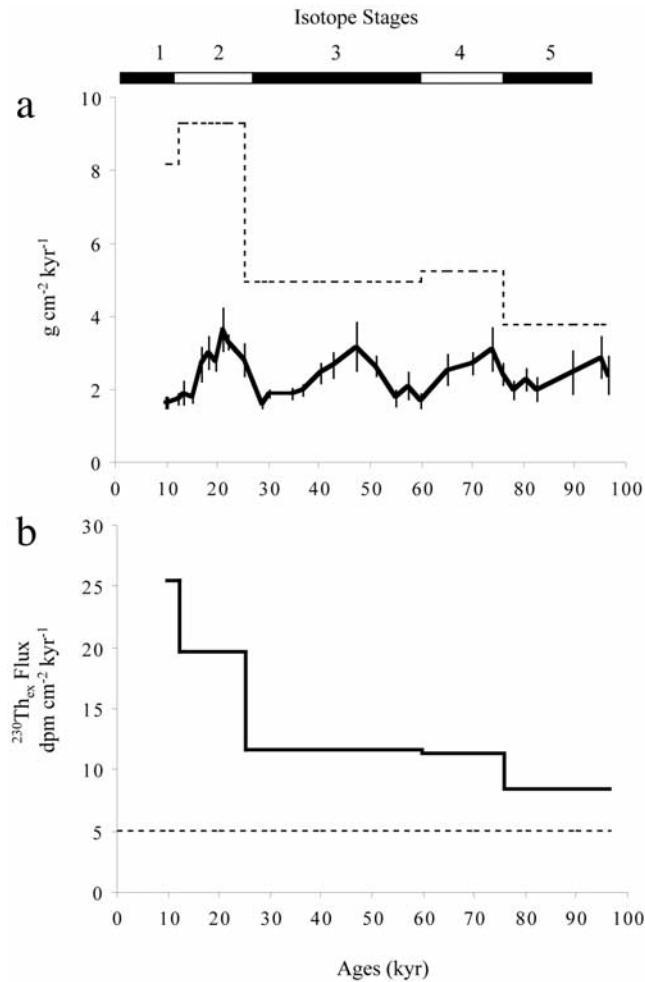 Isotope Stages
1 2 3 4 5
a
10
8
6
4
2
0
g cm⁻² kyr⁻¹
0 10 20 30 40 50 60 70 80 90 100
b
30
25
20
15
10
5
0
²³⁰Thₑₓ Flux
dpm cm⁻² kyr⁻¹
0 10 20 30 40 50 60 70 80 90 100
Ages (kyr)